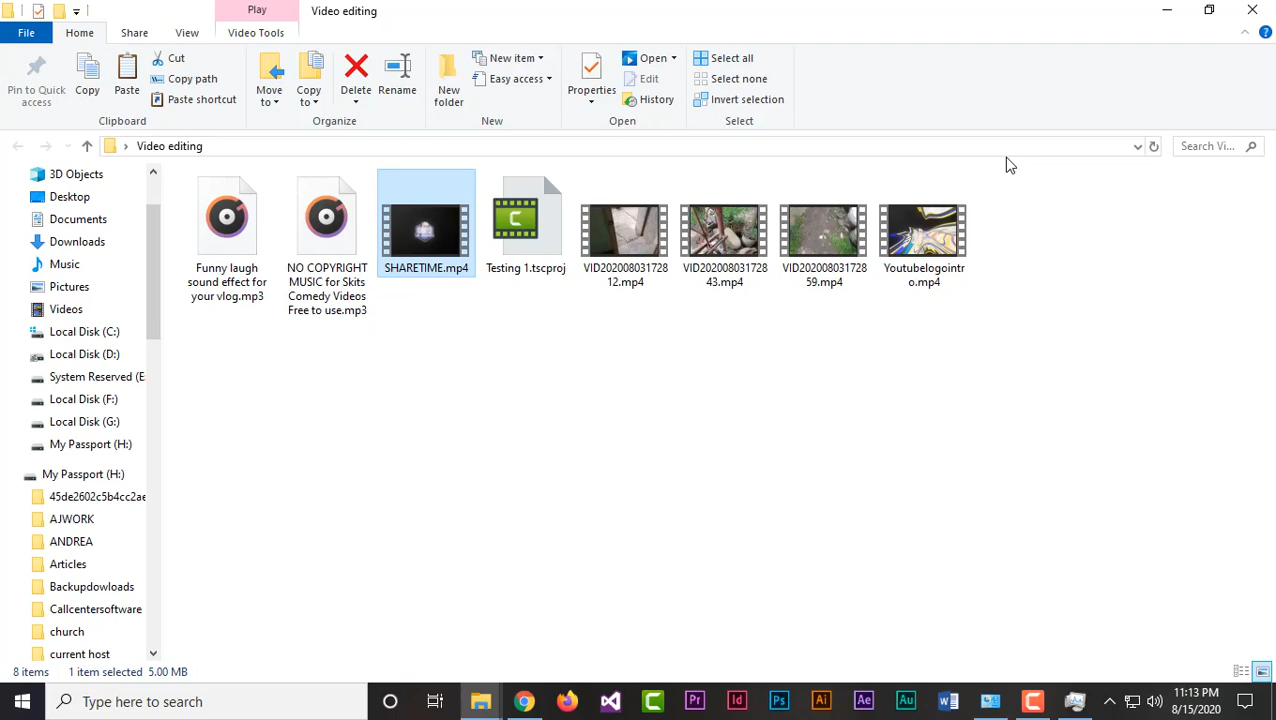 Play
Video editing
File
Home
Share
View
Video Tools
Pin to Quick access
Copy
Paste
Cut
Copy path
Paste shortcut
Clipboard
Move to
Copy to
Delete
Rename
Organize
New folder
New item
Easy access
New
Properties
Open
Edit
History
Open
Select all
Select none
Invert selection
Select
Video editing
Search Vi...
3D Objects
Desktop
Documents
Downloads
Music
Pictures
Videos
Local Disk (C:)
Local Disk (D:)
System Reserved (E
Local Disk (F:)
Local Disk (G:)
My Passport (H:)
My Passport (H:)
45de2602c5b4cc2ae
AJWORK
ANDREA
Articles
Backupdowloads
Callcentersoftware
church
current host
Funny laugh
sound effect for
your vlog.mp3
NO COPYRIGHT
MUSIC for Skits
Comedy Videos
Free to use.mp3
SHARETIME.mp4
Testing 1.tscproj
VID202008031728
12.mp4
VID202008031728
43.mp4
VID202008031728
59.mp4
Youtubelogointr
o.mp4
8 items
1 item selected 5.00 MB
Type here to search
Pr
Id
Ps
Ai
Ae
Au
11:13 PM
8/15/2020